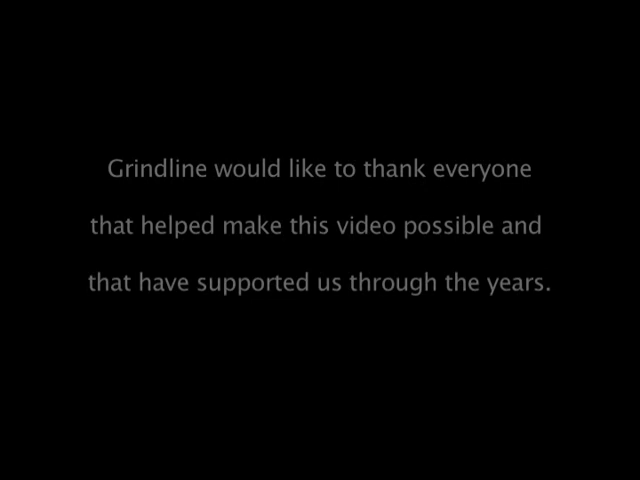 Grindline would like to thank everyone
that helped make this video possible and
that have supported us through the years.